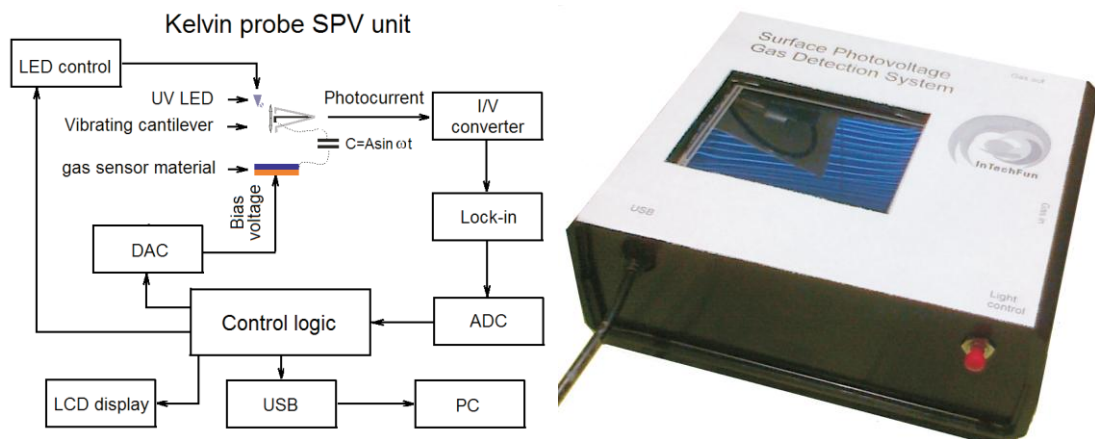 Kelvin probe SPV unit
LED control
UV LED
Vibrating cantilever
gas sensor material
Photocurrent
I/V
converter
C=Asin ωt
Bias
voltage
Lock-in
DAC
Control logic
ADC
LCD display
USB
PC
Surface Photovoltage
Gas Detection System
Gas out
InTechFun
USB
Gas in
Light
control